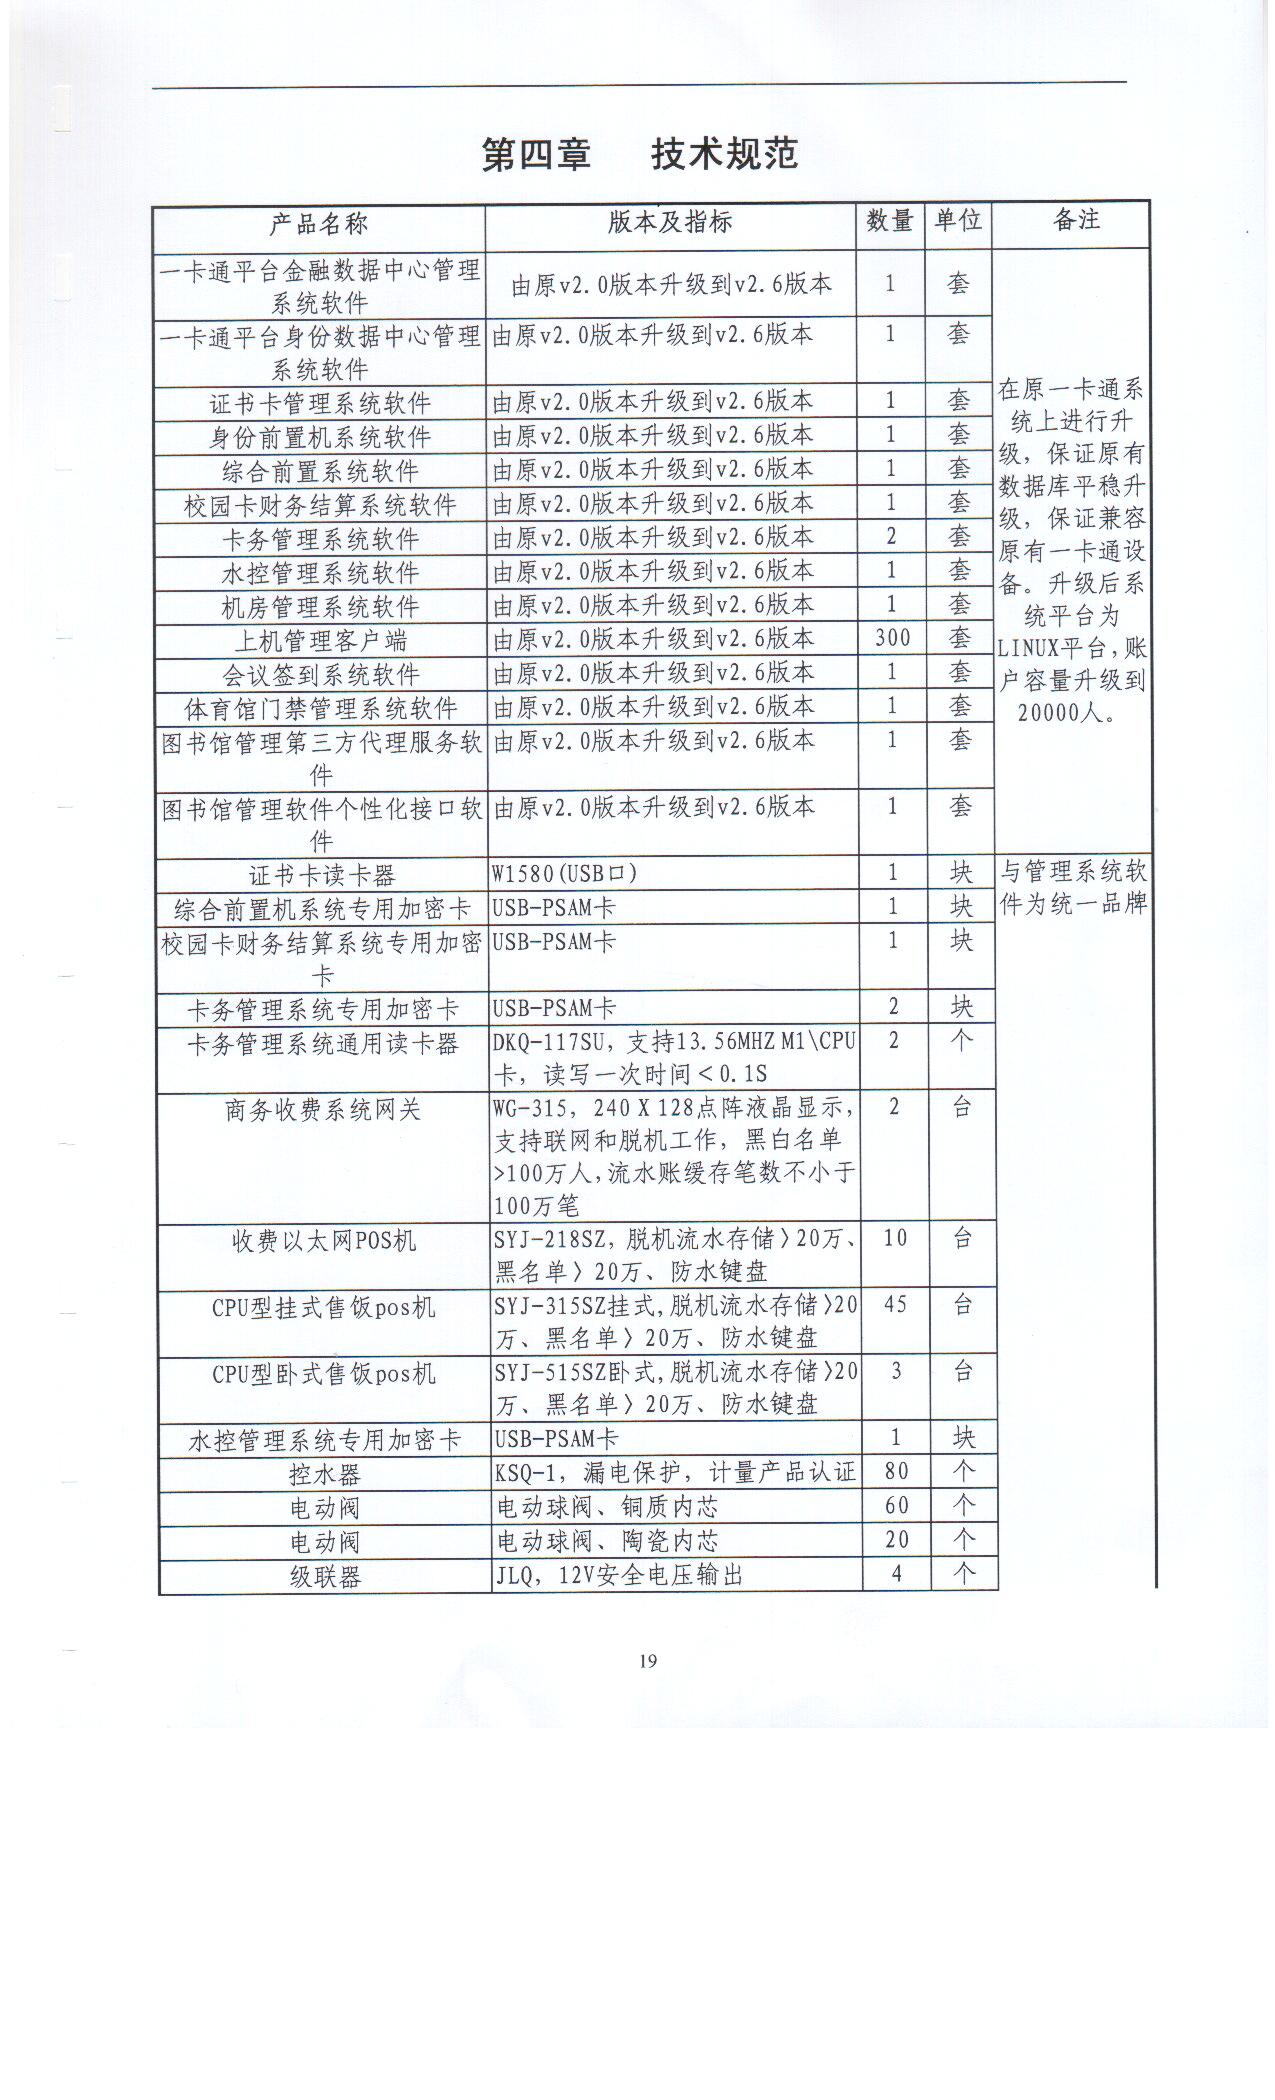 第四章 技术规范
产品名称 版本及指标 数量 单位 备注
一卡通平台金融数据中心管理
系统软件 由原v2.0版本升级到v2.6版本 1 套
一卡通平台身份数据中心管理
系统软件 由原v2.0版本升级到v2.6版本 1 套
证书卡管理系统软件 由原v2.0版本升级到v2.6版本 1 套
身份前置机系统软件 由原v2.0版本升级到v2.6版本 1 套
综合前置系统软件 由原v2.0版本升级到v2.6版本 1 套
校园卡财务结算系统软件 由原v2.0版本升级到v2.6版本 1 套
卡务管理系统软件 由原v2.0版本升级到v2.6版本 2 套
水控管理系统软件 由原v2.0版本升级到v2.6版本 1 套
机房管理系统软件 由原v2.0版本升级到v2.6版本 1 套
上机管理客户端 由原v2.0版本升级到v2.6版本 300 套
会议签到系统软件 由原v2.0版本升级到v2.6版本 1 套
体育馆门禁管理系统软件 由原v2.0版本升级到v2.6版本 1 套
图书馆管理第三方代理服务软
件 由原v2.0版本升级到v2.6版本 1 套
图书馆管理软件个性化接口软
件 由原v2.0版本升级到v2.6版本 1 套
在原一卡通系
统上进行升
级，保证原有
数据库平稳升
级，保证兼容
原有一卡通设
备。升级后系
统平台为
LINUX平台,账
户容量升级到
20000人。
证书卡读卡器 W1580(USB口) 1 块
综合前置机系统专用加密卡 USB-PSAM卡 1 块
校园卡财务结算系统专用加密
卡 USB-PSAM卡 1 块
卡务管理系统专用加密卡 USB-PSAM卡 2 块
卡务管理系统通用读卡器 DKQ-117SU，支持13.56MHZ M1\CPU
卡，读写一次时间＜0.1S 2 个
商务收费系统网关 WG-315，240 X 128点阵液晶显示，
支持联网和脱机工作，黑白名单
>100万人,流水账缓存笔数不小于
100万笔 2 台
收费以太网POS机 SYJ-218SZ，脱机流水存储〉20万、
黑名单〉20万、防水键盘 10 台
CPU型挂式售饭pos机 SYJ-315SZ挂式,脱机流水存储〉20
万、黑名单〉20万、防水键盘 45 台
CPU型卧式售饭pos机 SYJ-515SZ卧式,脱机流水存储〉20
万、黑名单〉20万、防水键盘 3 台
水控管理系统专用加密卡 USB-PSAM卡 1 块
控水器 KSQ-1，漏电保护，计量产品认证 80 个
电动阀 电动球阀、铜质内芯 60 个
电动阀 电动球阀、陶瓷内芯 20 个
级联器 JLQ，12V安全电压输出 4 个
与管理系统软
件为统一品牌
19